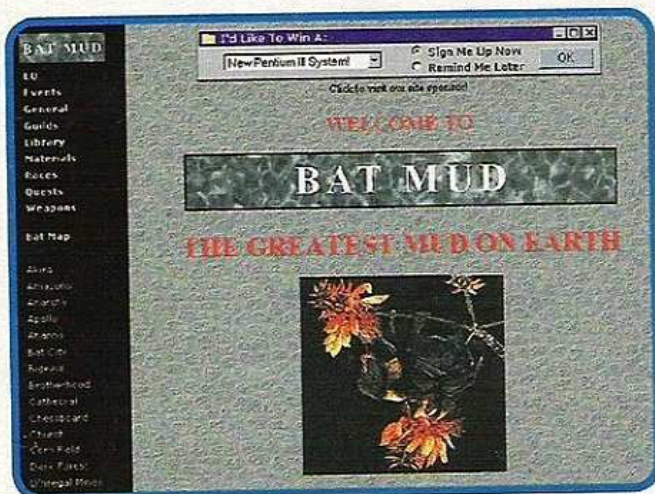 BAT MUD
EQ
Events
General
Guilds
Library
Materials
Races
Quests
Weapons
Bat Map
Akira
Amazons
Anarchy
Apollo
Bat City
Brotherhood
Cathedral
Chessboard
Church
Corn Field
Dark Forest
I'd Like To Win A:
New Pentium III System!
Sign Me Up Now
Remind Me Later
OK
Click to visit our site sponsor!
WELCOME TO
BAT MUD
THE GREATEST MUD ON EARTH